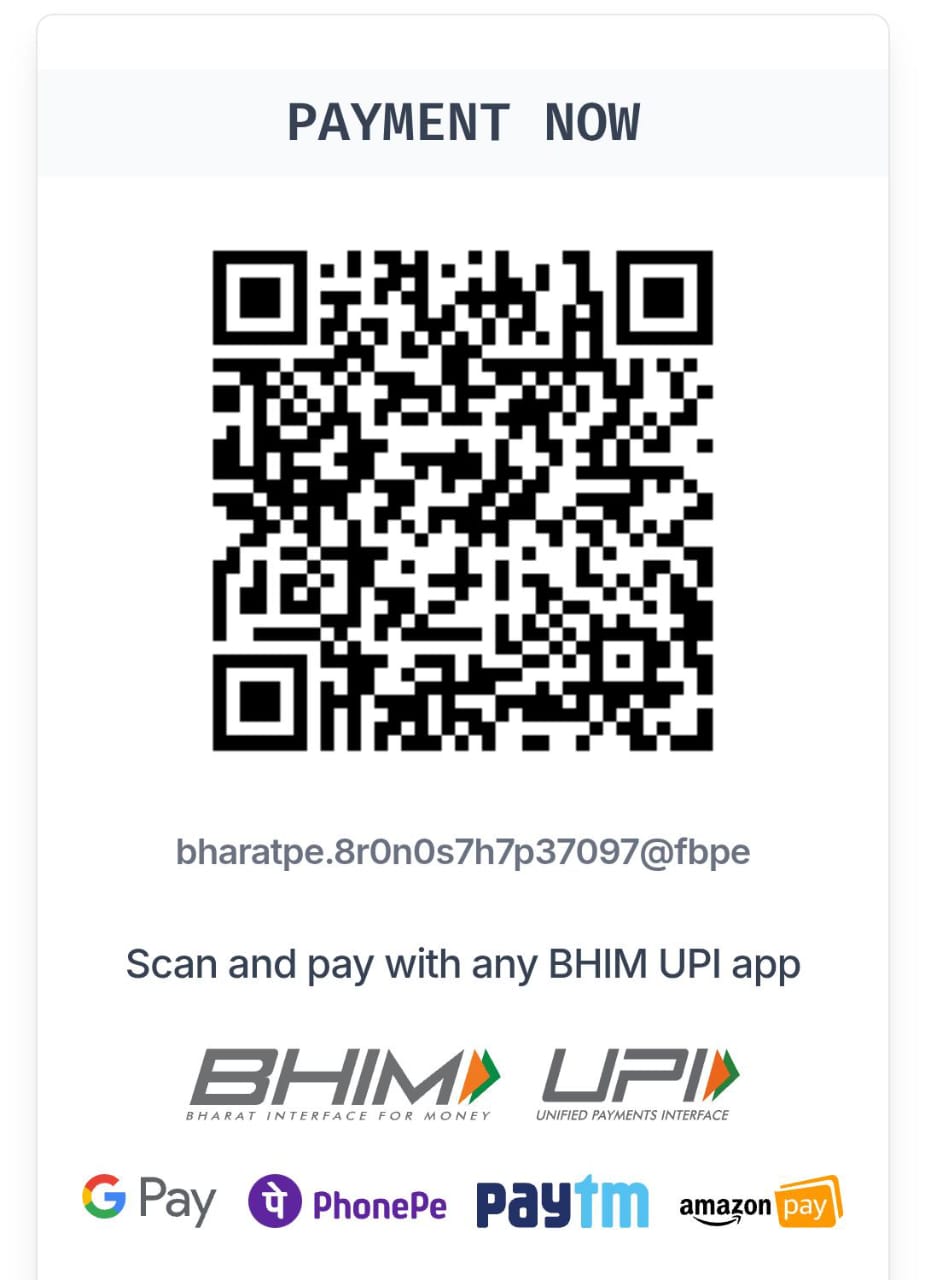 PAYMENT NOW
bharatpe.8r0n0s7h7p37097@fbpe
Scan and pay with any BHIM UPI app
BHIM UPI
BHARAT INTERFACE FOR MONEY UNIFIED PAYMENTS INTERFACE
G Pay पे PhonePe paytm amazon pay